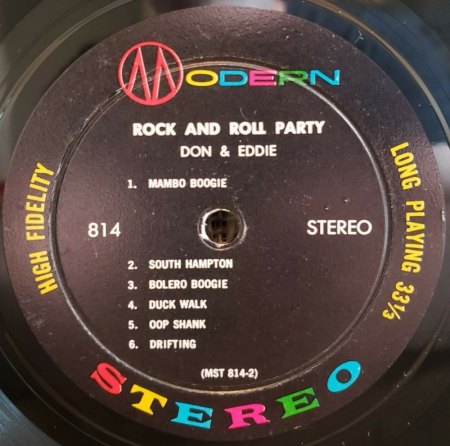 MODERN
ROCK AND ROLL PARTY
DON & EDDIE
1. MAMBO BOOGIE
HIGH FIDELITY
814
STEREO
LONG PLAYING 33⅓
2. SOUTH HAMPTON
3. BOLERO BOOGIE
4. DUCK WALK
5. OOP SHANK
6. DRIFTING
(MST 814-2)
STEREO